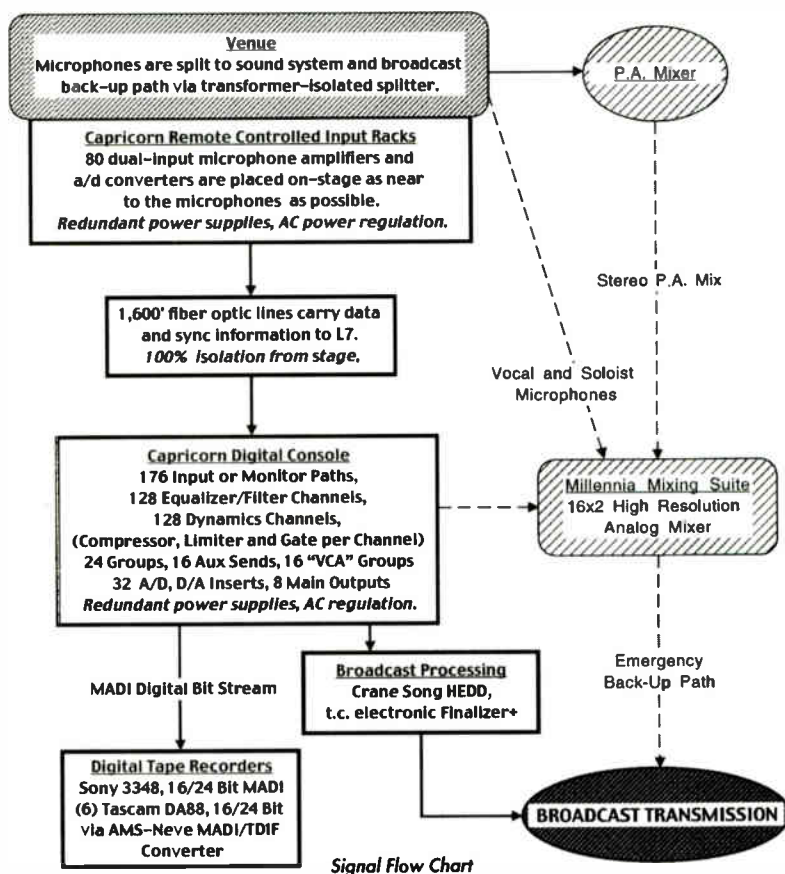 Venue
Microphones are split to sound system and broadcast
back-up path via transformer-isolated splitter.
P.A. Mixer
Capricorn Remote Controlled Input Racks
80 dual-input microphone amplifiers and
a/d converters are placed on-stage as near
to the microphones as possible.
Redundant power supplies, AC power regulation.
Stereo P.A. Mix
1,600' fiber optic lines carry data
and sync information to L7.
100% isolation from stage.
Vocal and Soloist
Microphones
Capricorn Digital Console
176 Input or Monitor Paths,
128 Equalizer/Filter Channels,
128 Dynamics Channels,
(Compressor, Limiter and Gate per Channel)
24 Groups, 16 Aux Sends, 16 "VCA" Groups
32 A/D, D/A Inserts, 8 Main Outputs
Redundant power supplies, AC regulation.
Millennia Mixing Suite
16x2 High Resolution
Analog Mixer
MADI Digital Bit Stream
Broadcast Processing
Crane Song HEDD,
t.c. electronic Finalizer+
Emergency
Back-Up Path
Digital Tape Recorders
Sony 3348, 16/24 Bit MADI
(6) Tascam DA88, 16/24 Bit
via AMS-Neve MADI/TDIF
Converter
BROADCAST TRANSMISSION
Signal Flow Chart